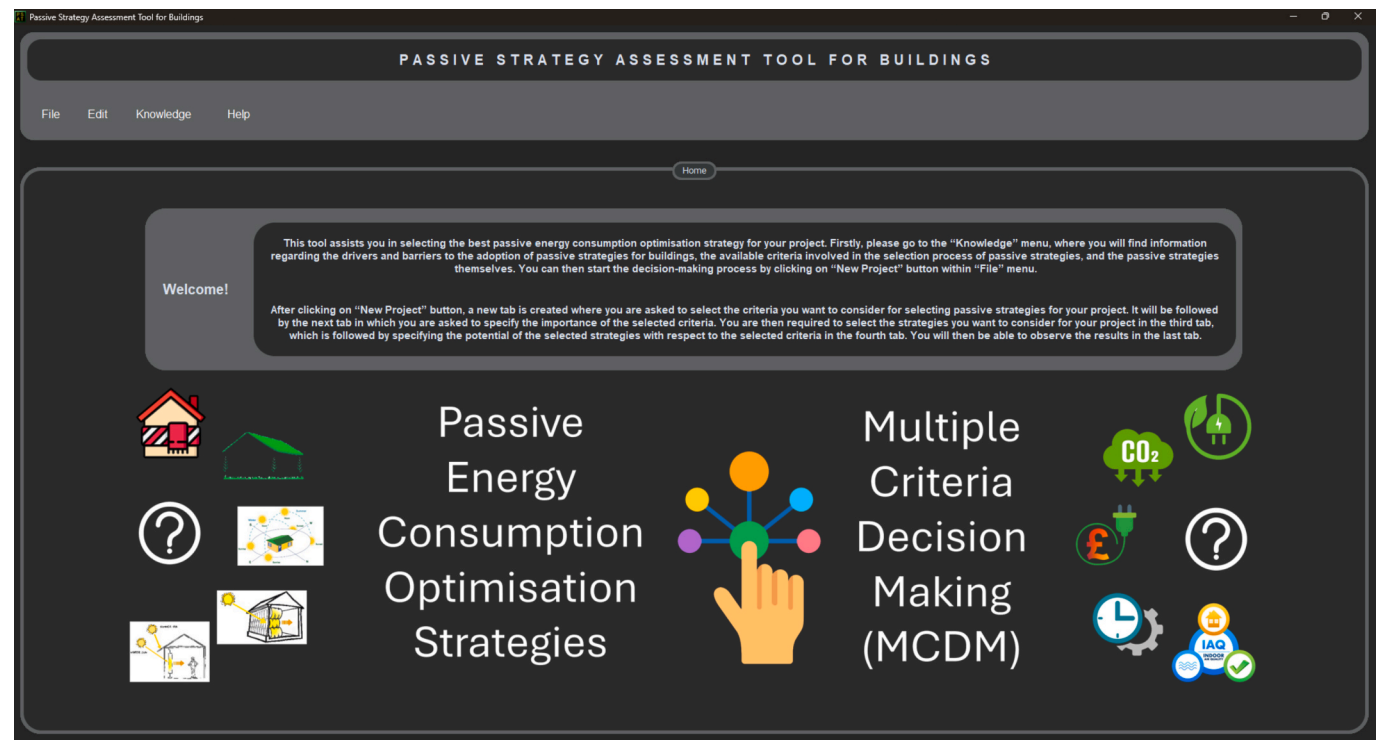 Passive Strategy Assessment Tool for Buildings
PASSIVE STRATEGY ASSESSMENT TOOL FOR BUILDINGS
File Edit Knowledge Help
Home
Welcome!
This tool assists you in selecting the best passive energy consumption optimisation strategy for your project. Firstly, please go to the “Knowledge” menu, where you will find information
regarding the drivers and barriers to the adoption of passive strategies for buildings, the available criteria involved in the selection process of passive strategies, and the passive strategies
themselves. You can then start the decision-making process by clicking on “New Project” button within “File” menu.
After clicking on “New Project” button, a new tab is created where you are asked to select the criteria you want to consider for selecting passive strategies for your project. It will be followed
by the next tab in which you are asked to specify the importance of the selected criteria. You are then required to select the strategies you want to consider for your project in the third tab,
which is followed by specifying the potential of the selected strategies with respect to the selected criteria in the fourth tab. You will then be able to observe the results in the last tab.
Passive
Energy
Consumption
Optimisation
Strategies
Multiple
Criteria
Decision
Making
(MCDM)
CO₂
£
IAQ
INDOOR
AIR QUALITY